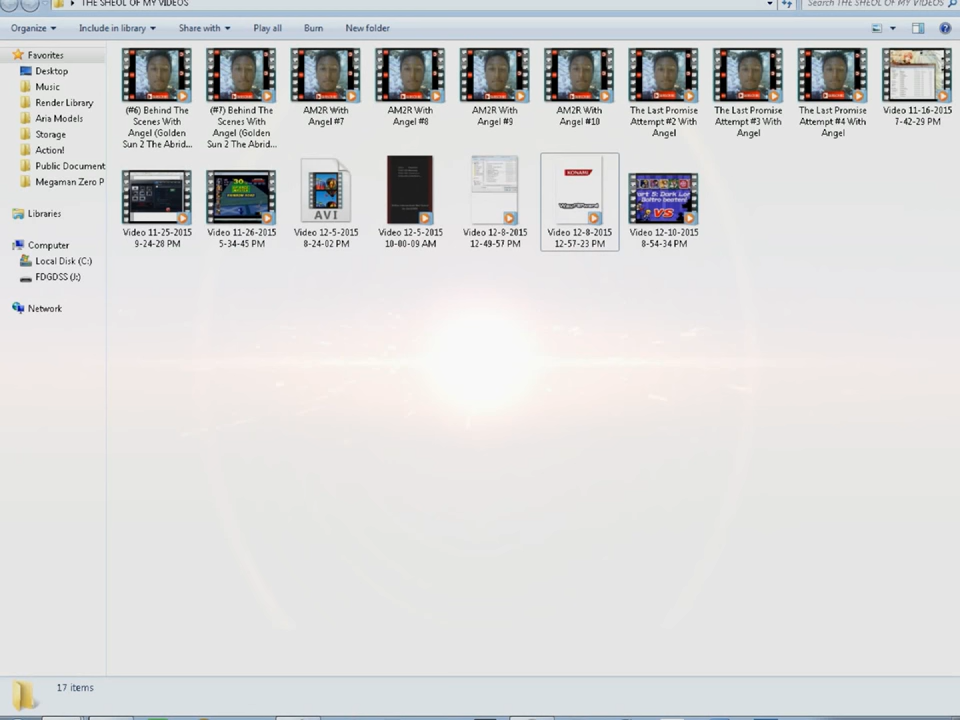 THE SHEOL OF MY VIDEOS
Search THE SHEOL OF MY VIDEOS
Organize
Include in library
Share with
Play all
Burn
New folder
Favorites
Desktop
Music
Render Library
Aria Models
Storage
Action!
Public Document
Megaman Zero P
Libraries
Computer
Local Disk (C:)
FDGDSS (J:)
Network
(#6) Behind The
Scenes With
Angel (Golden
Sun 2 The Abrid...
(#7) Behind The
Scenes With
Angel (Golden
Sun 2 The Abrid...
AM2R With
Angel #7
AM2R With
Angel #8
AM2R With
Angel #9
AM2R With
Angel #10
The Last Promise
Attempt #2 With
Angel
The Last Promise
Attempt #3 With
Angel
The Last Promise
Attempt #4 With
Angel
Video 11-16-2015
7-42-29 PM
AVI
KONAMI
VS
Video 11-25-2015
9-24-28 PM
Video 11-26-2015
5-34-45 PM
Video 12-5-2015
8-24-02 PM
Video 12-5-2015
10-00-09 AM
Video 12-8-2015
12-49-57 PM
Video 12-8-2015
12-57-23 PM
Video 12-10-2015
8-54-34 PM
17 items